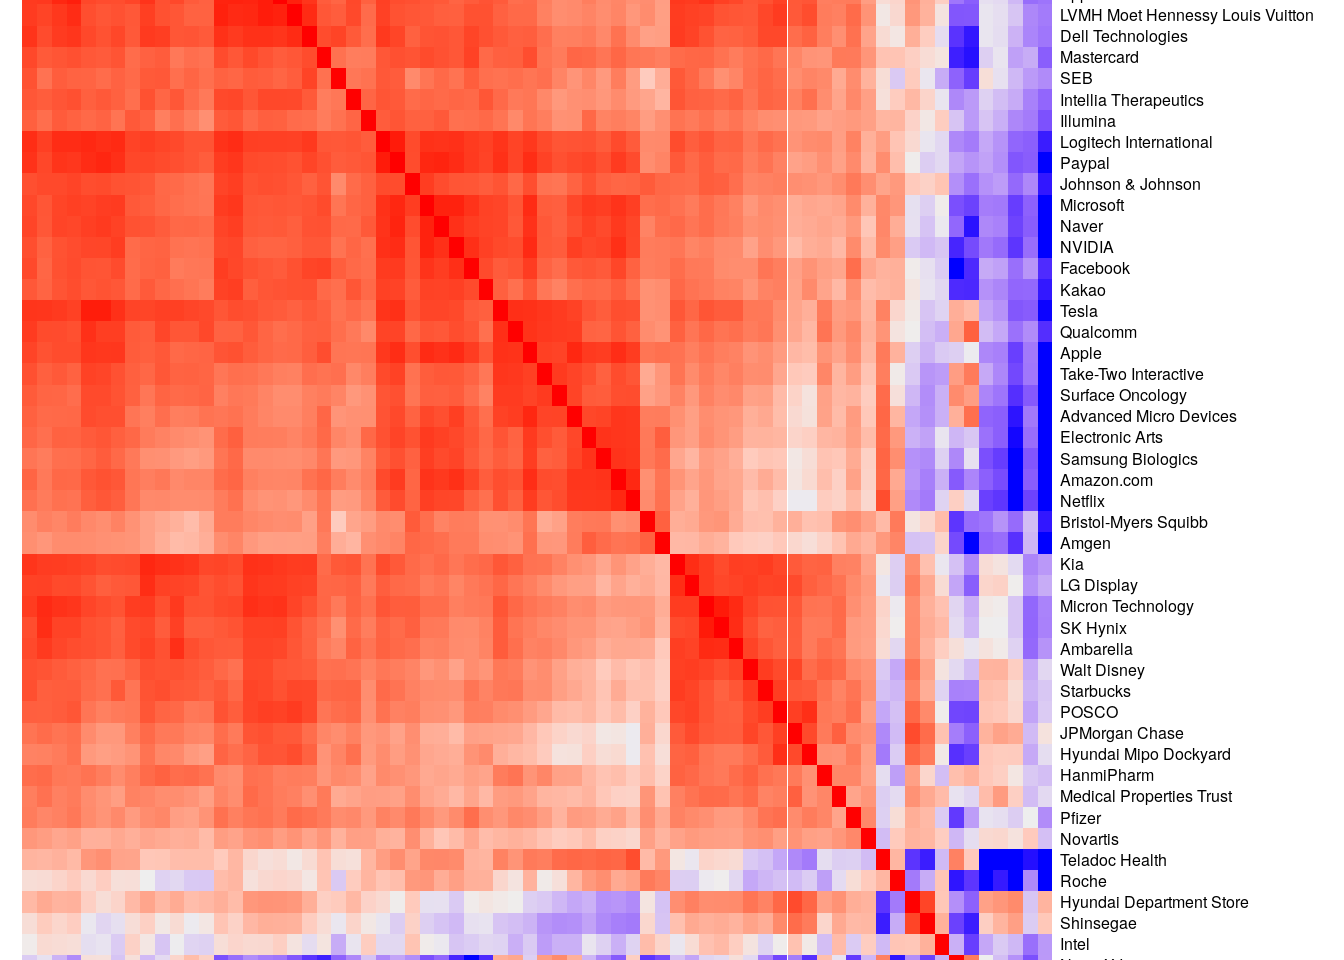 LVMH Moet Hennessy Louis Vuitton
Dell Technologies
Mastercard
SEB
Intellia Therapeutics
Illumina
Logitech International
Paypal
Johnson & Johnson
Microsoft
Naver
NVIDIA
Facebook
Kakao
Tesla
Qualcomm
Apple
Take-Two Interactive
Surface Oncology
Advanced Micro Devices
Electronic Arts
Samsung Biologics
Amazon.com
Netflix
Bristol-Myers Squibb
Amgen
Kia
LG Display
Micron Technology
SK Hynix
Ambarella
Walt Disney
Starbucks
POSCO
JPMorgan Chase
Hyundai Mipo Dockyard
HanmiPharm
Medical Properties Trust
Pfizer
Novartis
Teladoc Health
Roche
Hyundai Department Store
Shinsegae
Intel